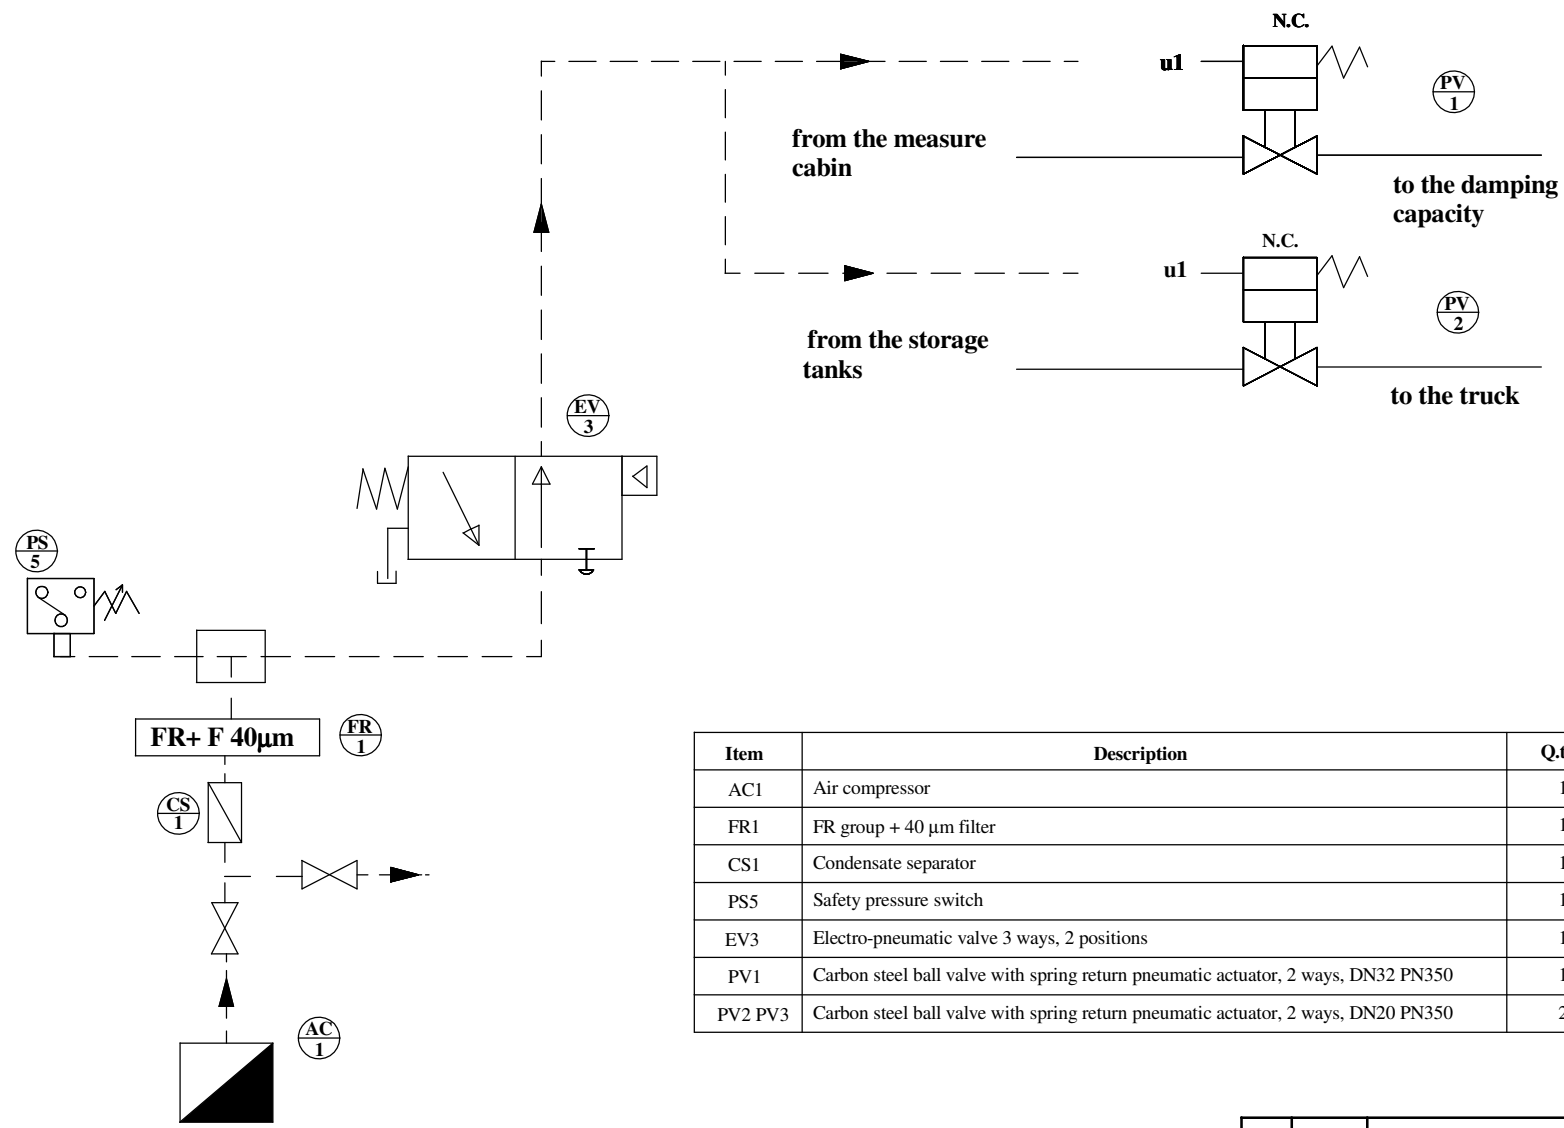 N.C.
u1
PV
1
from the measure
cabin
to the damping
capacity
N.C.
u1
PV
2
from the storage
tanks
to the truck
EV
3
PS
5
FR+ F 40µm
FR
1
CS
1
AC
1
Item Description Q.t
AC1 Air compressor 1
FR1 FR group + 40 µm filter 1
CS1 Condensate separator 1
PS5 Safety pressure switch 1
EV3 Electro-pneumatic valve 3 ways, 2 positions 1
PV1 Carbon steel ball valve with spring return pneumatic actuator, 2 ways, DN32 PN350 1
PV2 PV3 Carbon steel ball valve with spring return pneumatic actuator, 2 ways, DN20 PN350 2